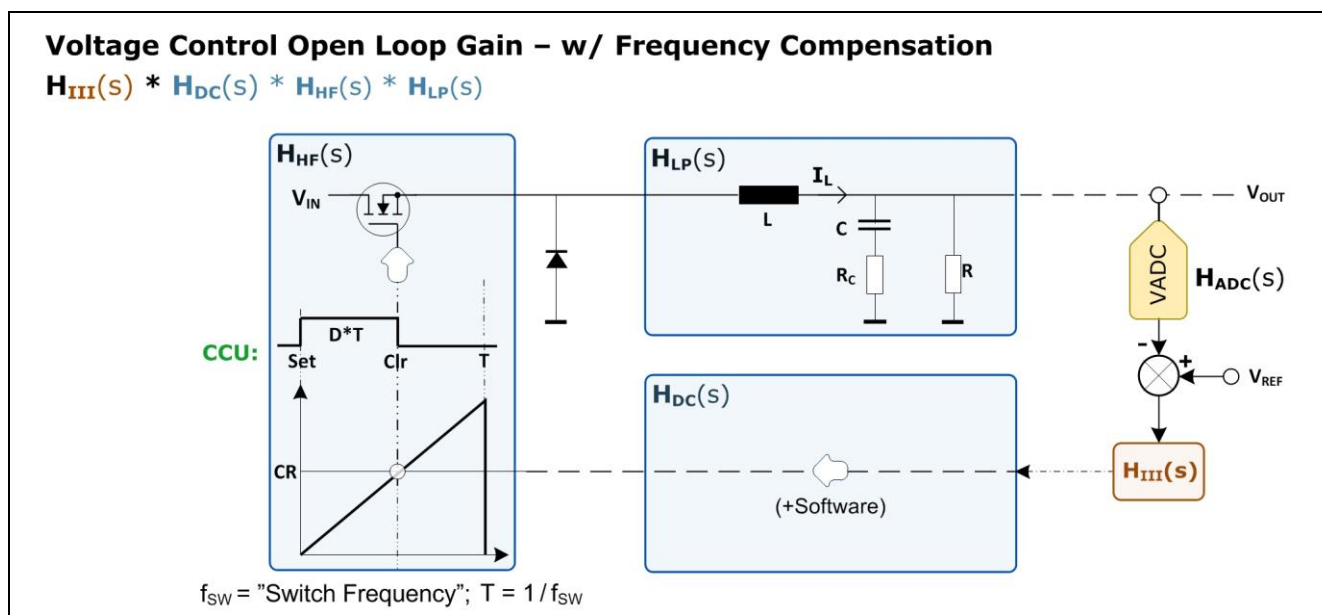 Voltage Control Open Loop Gain – w/ Frequency Compensation
HIII(s) * HDC(s) * HHF(s) * HLP(s)
HHF(s)
HLP(s)
IL
VIN
VOUT
L
C
RC
R
VADC
HADC(s)
D*T
CCU:
Set
Clr
T
-
+
VREF
HDC(s)
CR
HIII(s)
(+Software)
fSW = "Switch Frequency"; T = 1 / fSW